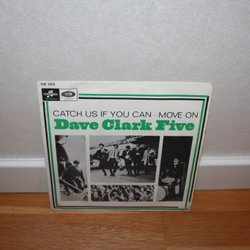 CATCH US IF YOU CAN MOVE ON
Dave Clark Five